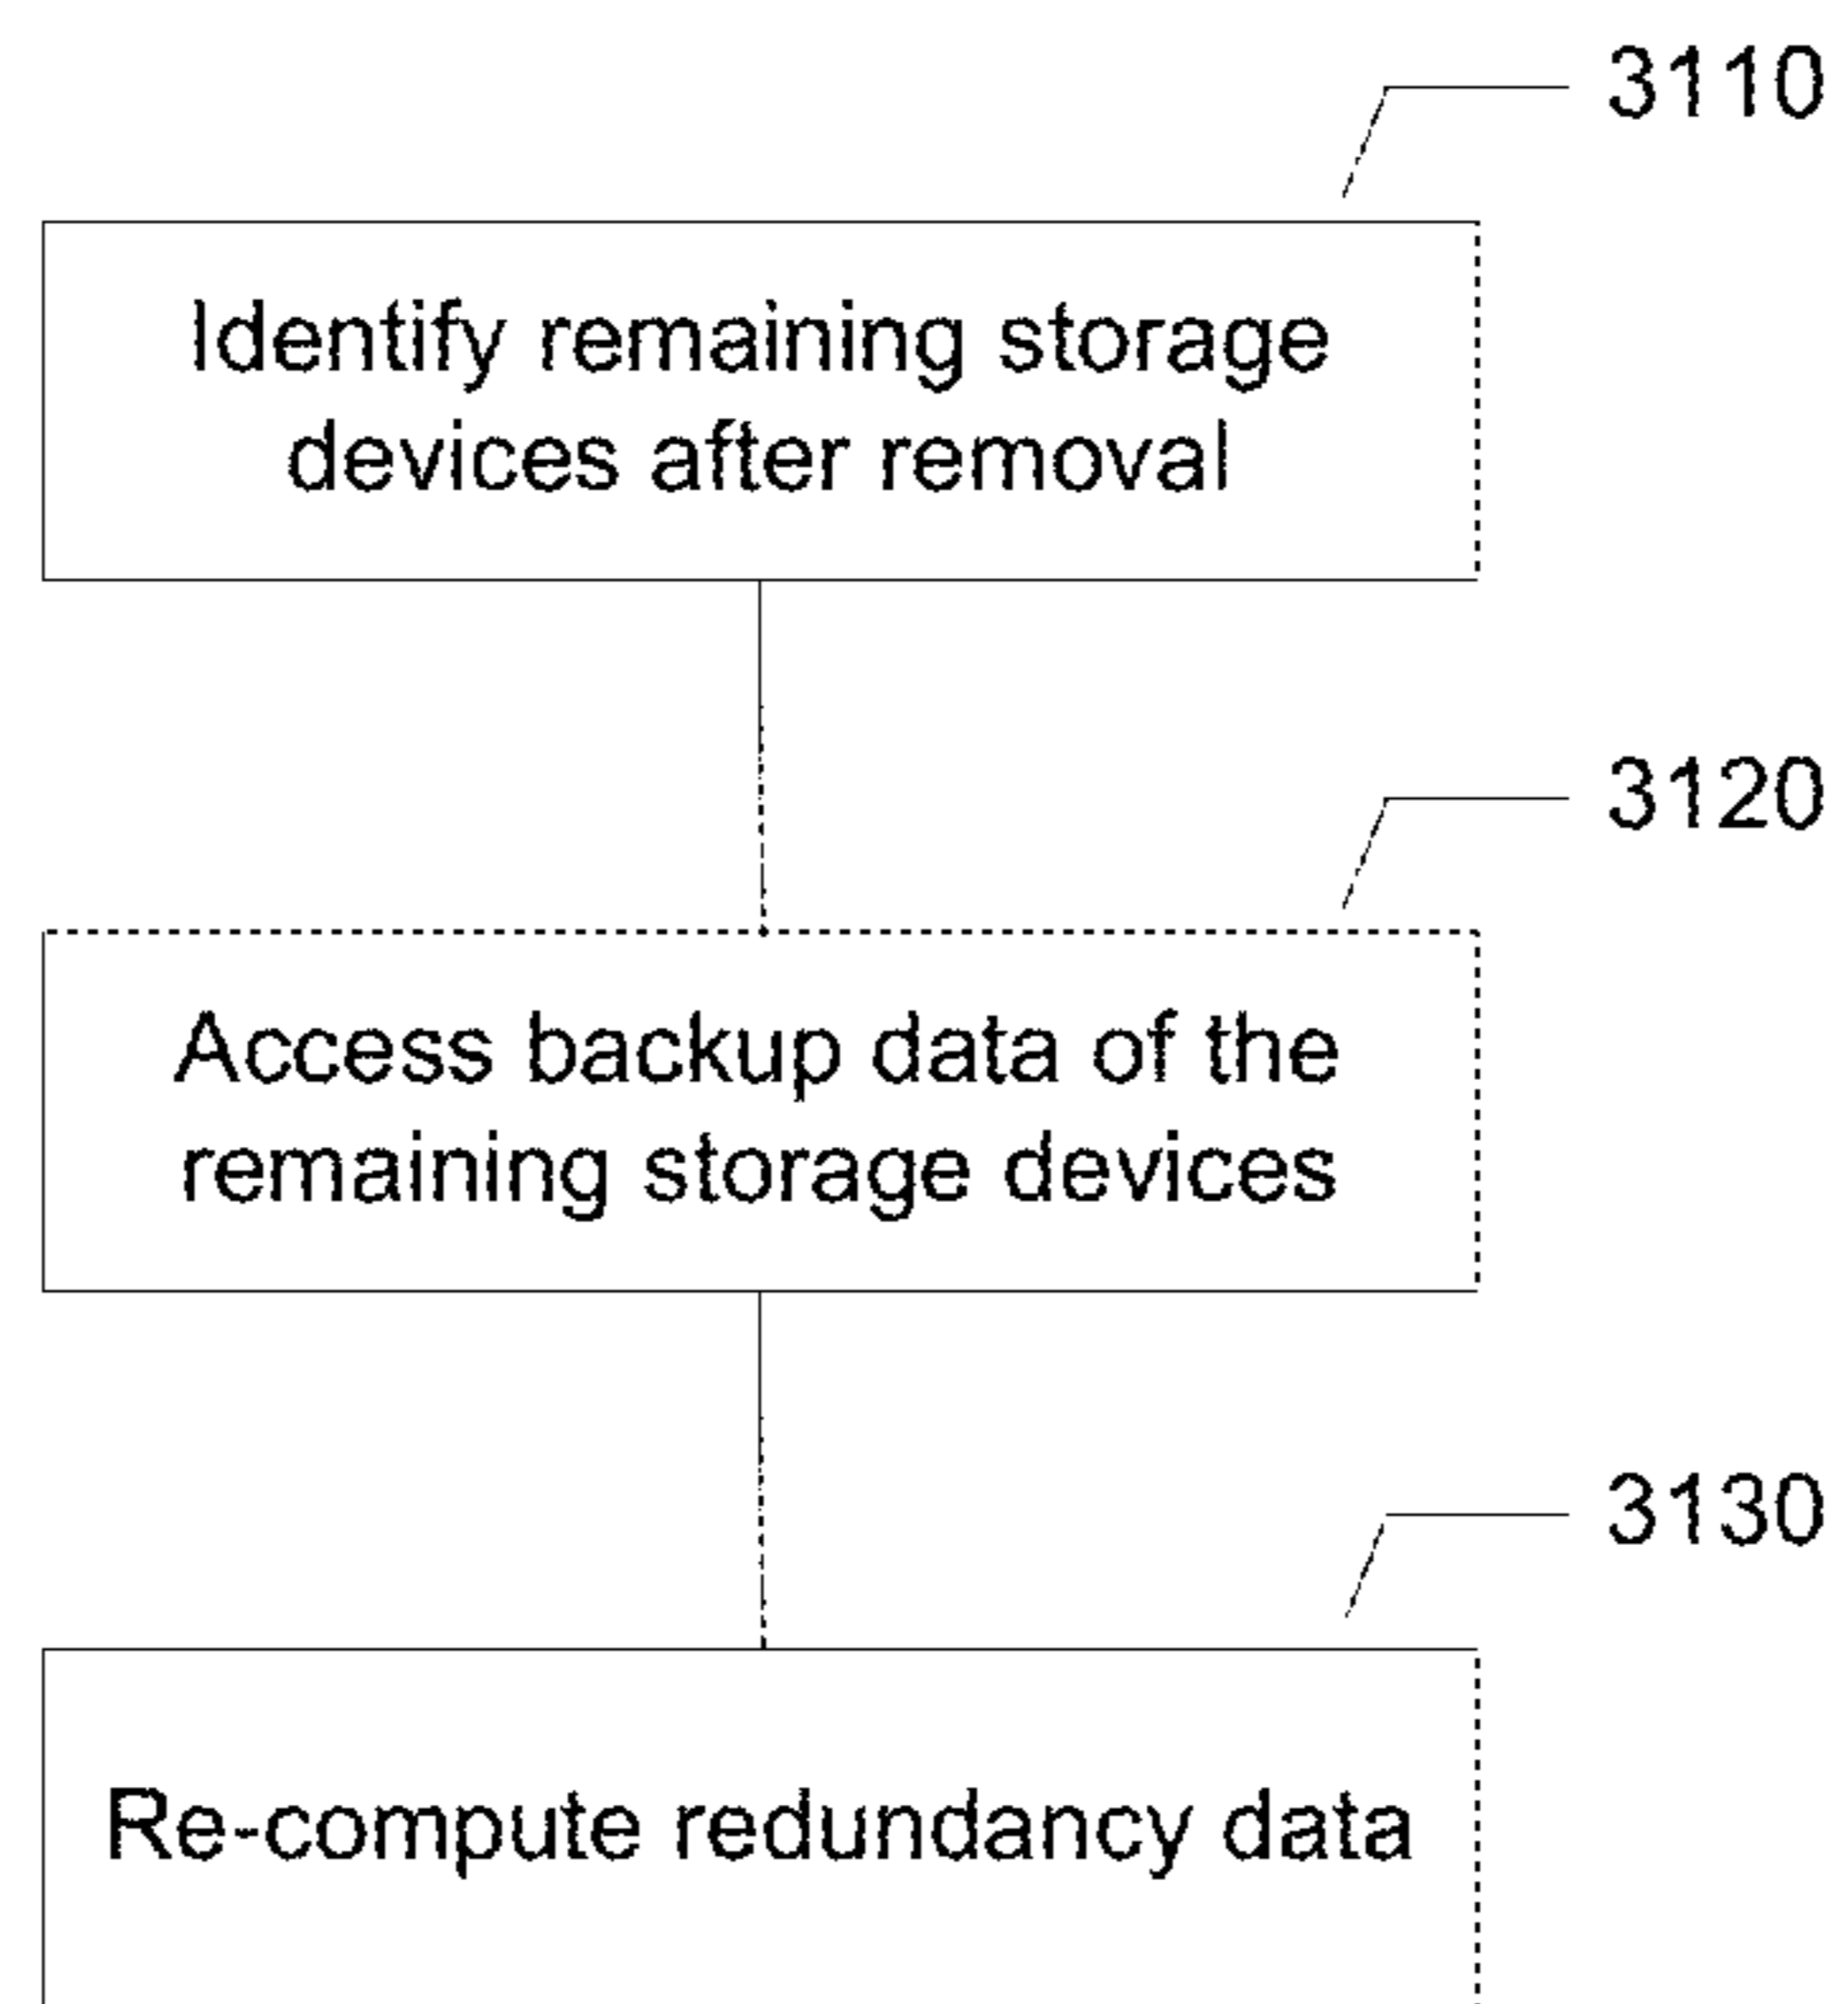 3110
Identify remaining storage
devices after removal
3120
Access backup data of the
remaining storage devices
3130
Re-compute redundancy data